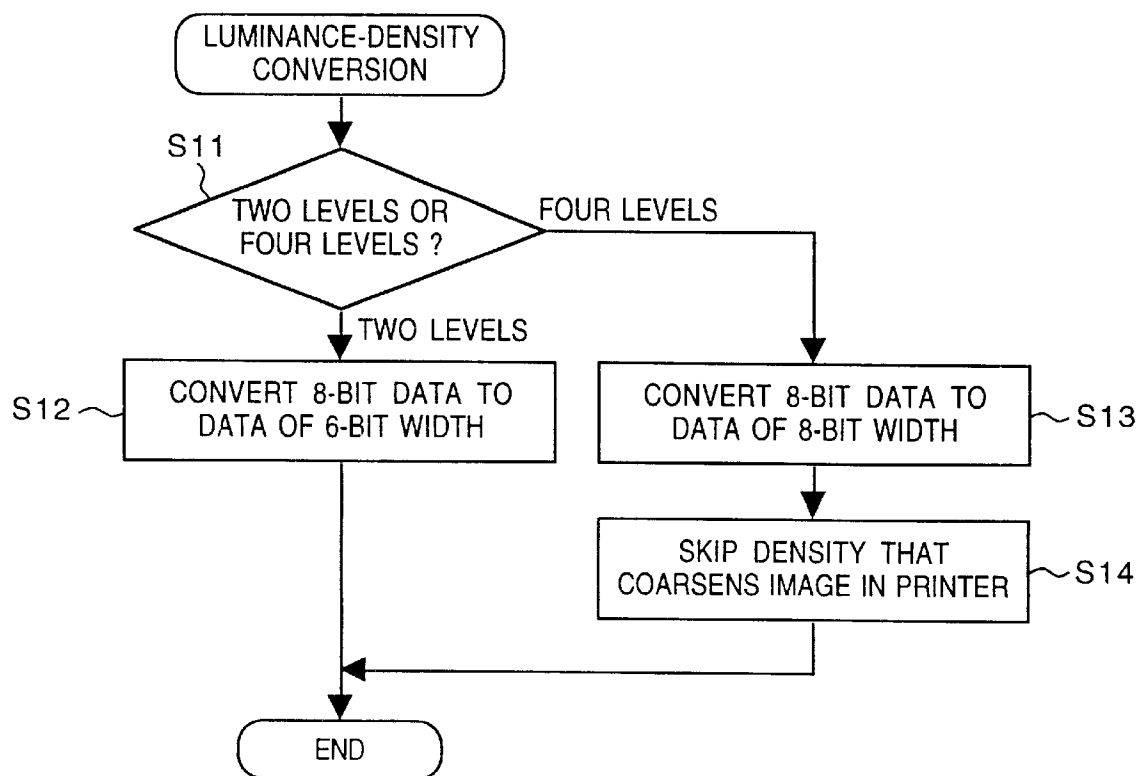 LUMINANCE-DENSITY
CONVERSION
S11
TWO LEVELS OR
FOUR LEVELS ?
FOUR LEVELS
TWO LEVELS
S12
CONVERT 8-BIT DATA TO
DATA OF 6-BIT WIDTH
CONVERT 8-BIT DATA TO
DATA OF 8-BIT WIDTH
S13
SKIP DENSITY THAT
COARSENS IMAGE IN PRINTER
S14
END